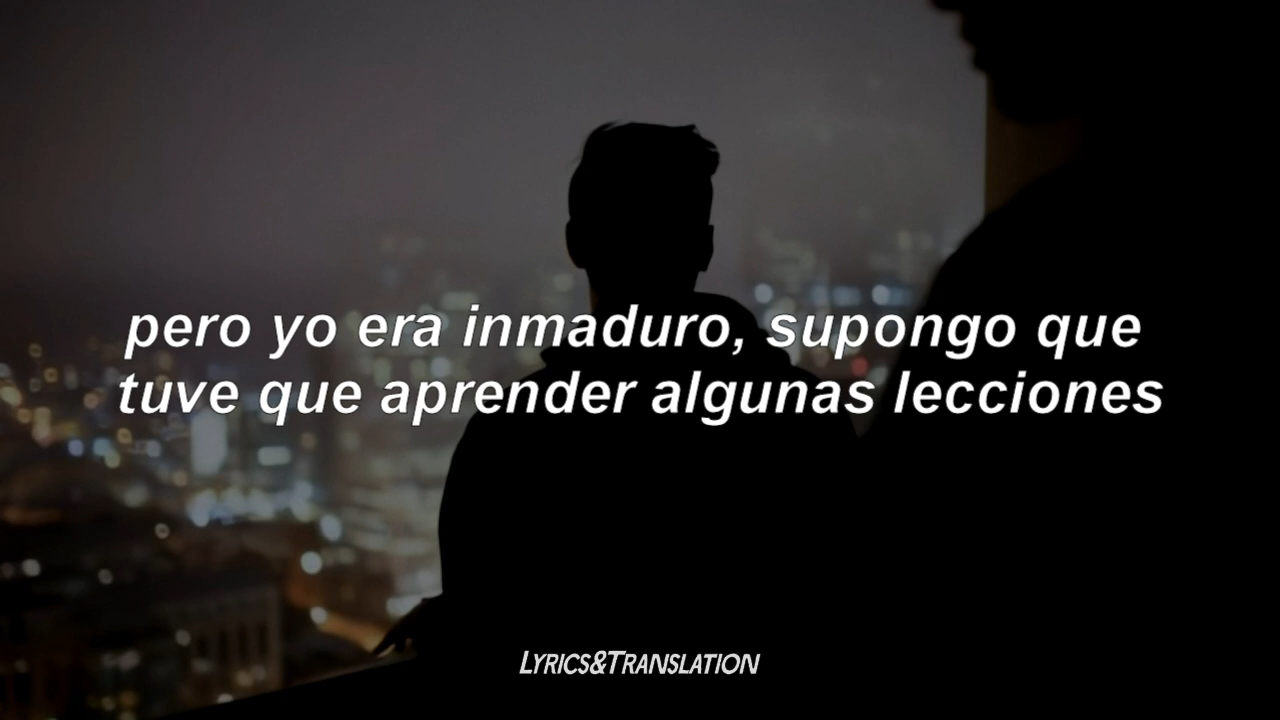 pero yo era inmaduro, supongo que
tuve que aprender algunas lecciones
LYRICS&TRANSLATION